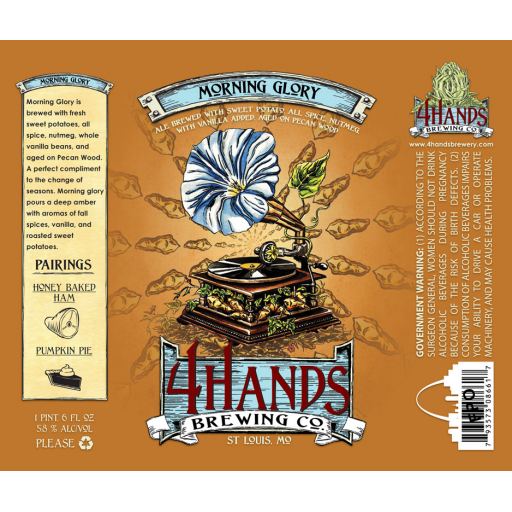 MORNING GLORY
Morning Glory is
brewed with fresh
sweet potatoes, all
spice, nutmeg, whole
vanilla beans, and
aged on Pecan Wood.
A perfect compliment
to the change of
seasons. Morning glory
pours a deep amber
with aromas of fall
spices, vanilla, and
roasted sweet
potatoes.
PAIRINGS
HONEY BAKED
HAM
PUMPKIN PIE
1 PINT 6 FL OZ
5.8 % ALC/VOL
PLEASE
MORNING GLORY
ALE BREWED WITH SWEET POTATO, ALL SPICE, NUTMEG,
WITH VANILLA ADDED, AGED ON PECAN WOOD
4HANDS
BREWING CO.
ST LOUIS, MO
4HANDS
BREWING CO.
www.4handsbrewery.com
GOVERNMENT WARNING: (1) ACCORDING TO THE
SURGEON GENERAL, WOMEN SHOULD NOT DRINK
ALCOHOLIC BEVERAGES DURING PREGNANCY
BECAUSE OF THE RISK OF BIRTH DEFECTS. (2)
CONSUMPTION OF ALCOHOLIC BEVERAGES IMPAIRS
YOUR ABILITY TO DRIVE A CAR OR OPERATE
MACHINERY, AND MAY CAUSE HEALTH PROBLEMS.
7 93573 08661 7